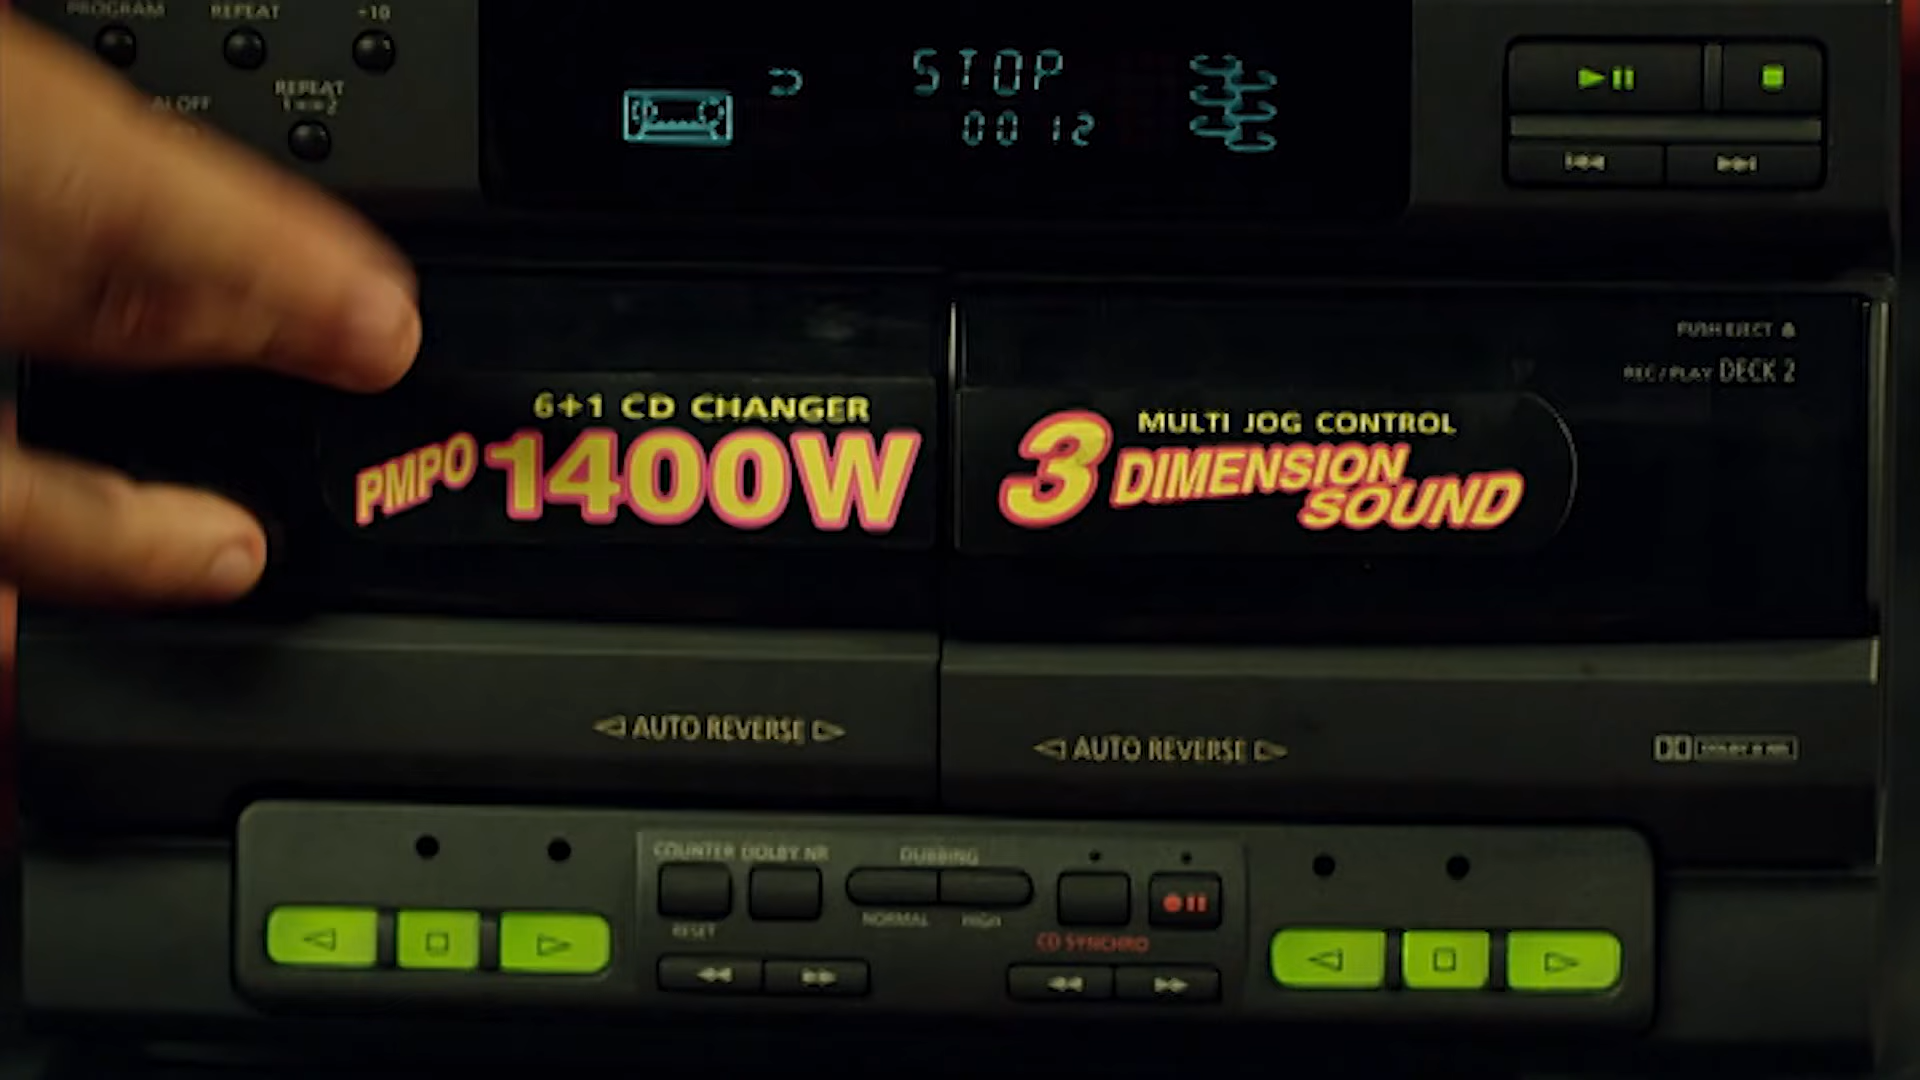 PROGRAM REPEAT -10
REPEAT
1↔2
STOP
00 12
PUSH EJECT
REC/PLAY DECK 2
6+1 CD CHANGER
PMPO 1400W
MULTI JOG CONTROL
3 DIMENSION
SOUND
AUTO REVERSE
AUTO REVERSE
COUNTER DOLBY NR DUBBING
RESET NORMAL HIGH
CD SYNCHRO